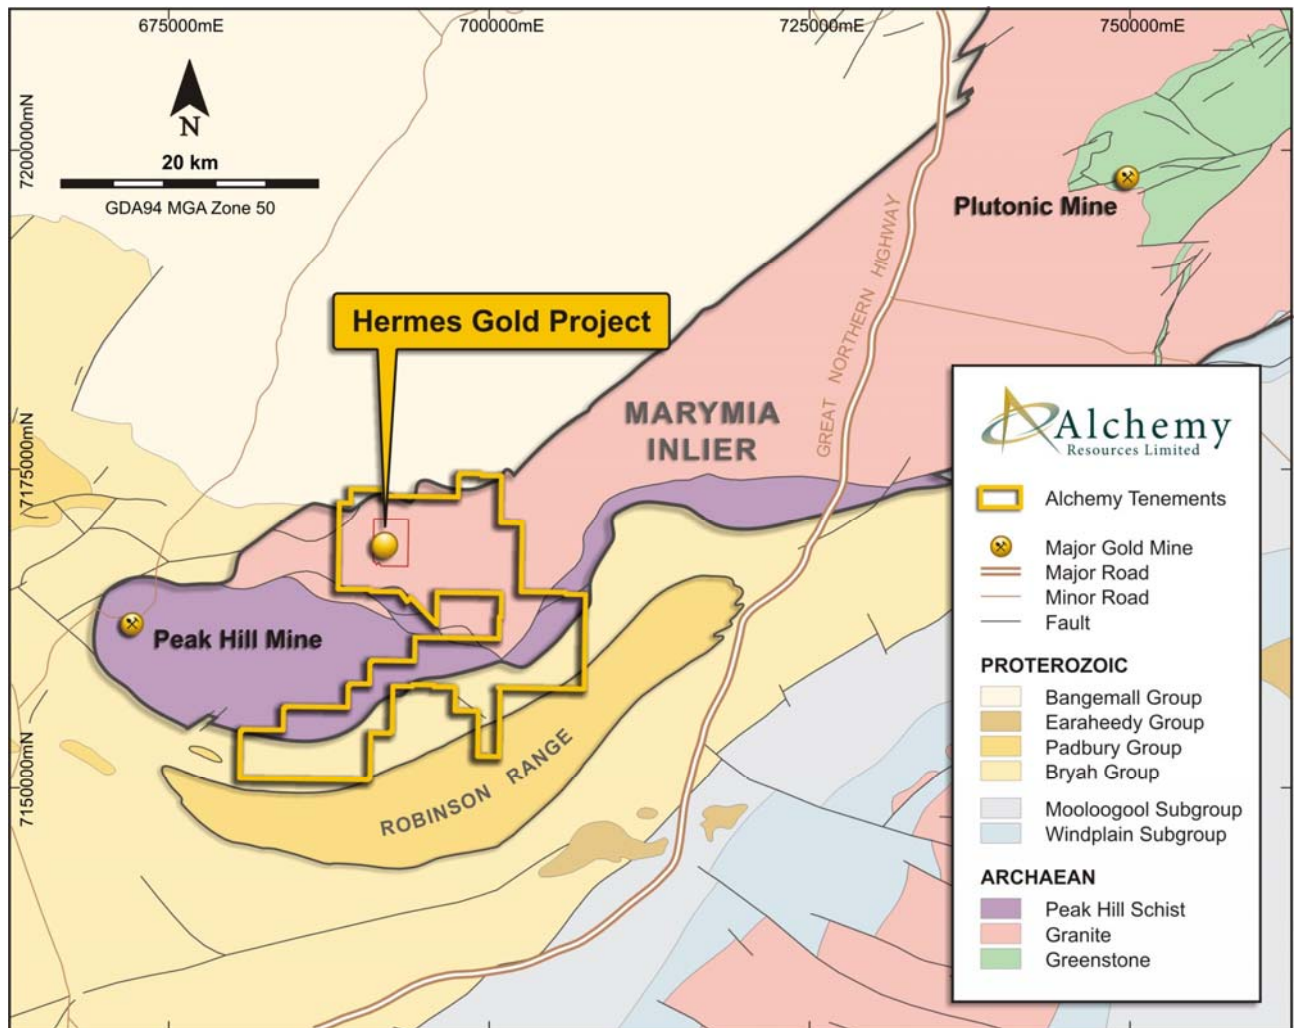 675000mE
700000mE
725000mE
750000mE
7200000mN
7175000mN
7150000mN
N
20 km
GDA94 MGA Zone 50
Plutonic Mine
Hermes Gold Project
GREAT NORTHERN HIGHWAY
MARYMIA
INLIER
Peak Hill Mine
ROBINSON RANGE
Alchemy
Resources Limited
Alchemy Tenements
Major Gold Mine
Major Road
Minor Road
Fault
PROTEROZOIC
Bangemall Group
Earaheedy Group
Padbury Group
Bryah Group
Mooloogool Subgroup
Windplain Subgroup
ARCHAEAN
Peak Hill Schist
Granite
Greenstone